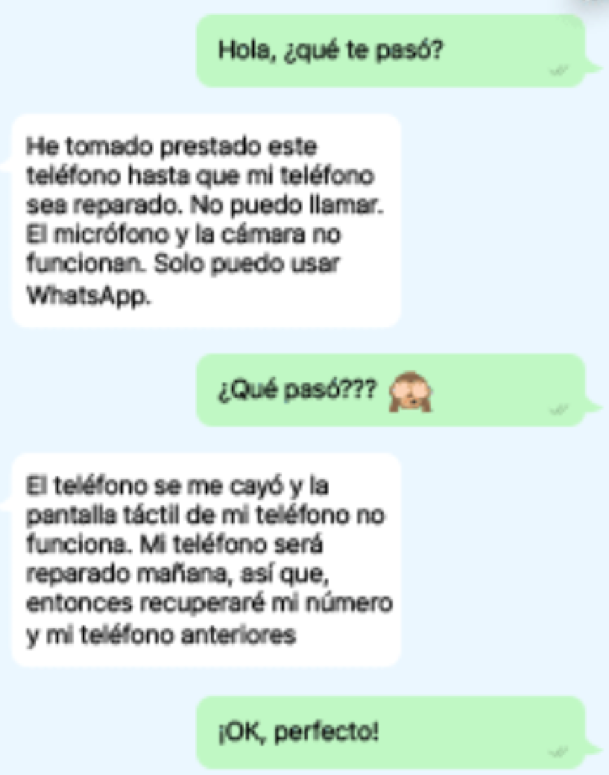 Hola, ¿qué te pasó?
He tomado prestado este
teléfono hasta que mi teléfono
sea reparado. No puedo llamar.
El micrófono y la cámara no
funcionan. Solo puedo usar
WhatsApp.
¿Qué pasó??? 🙈
El teléfono se me cayó y la
pantalla táctil de mi teléfono no
funciona. Mi teléfono será
reparado mañana, así que,
entonces recuperaré mi número
y mi teléfono anteriores
¡OK, perfecto!